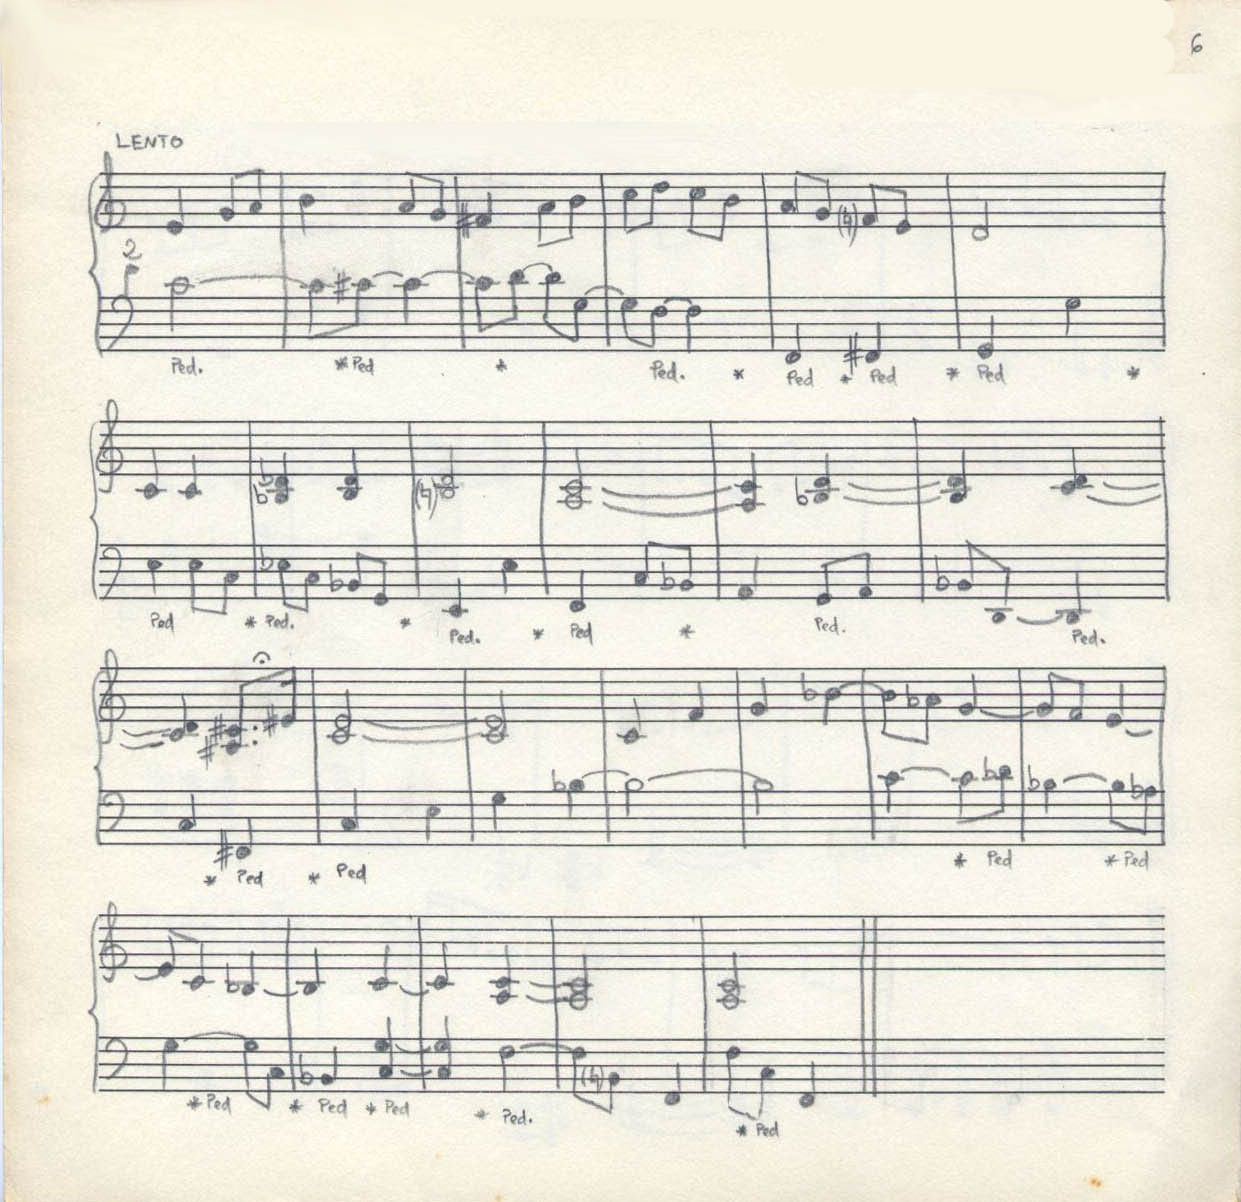 6
LENTO
2
Ped. *Ped * Ped. * Ped * Ped * Ped *
Ped * Ped. * Ped. * Ped * Ped. Ped.
* Ped * Ped * Ped * Ped
*Ped * Ped * Ped * Ped. * Ped